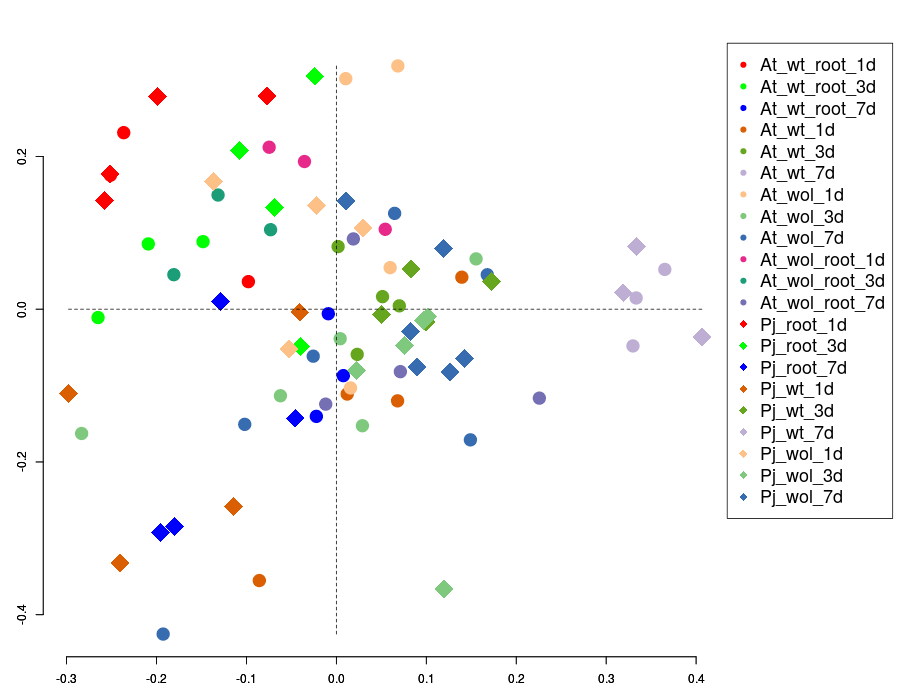 At_wt_root_1d
At_wt_root_3d
At_wt_root_7d
At_wt_1d
At_wt_3d
At_wt_7d
At_wol_1d
At_wol_3d
At_wol_7d
At_wol_root_1d
At_wol_root_3d
At_wol_root_7d
Pj_root_1d
Pj_root_3d
Pj_root_7d
Pj_wt_1d
Pj_wt_3d
Pj_wt_7d
Pj_wol_1d
Pj_wol_3d
Pj_wol_7d
0.2
0.0
-0.2
-0.4
-0.3 -0.2 -0.1 0.0 0.1 0.2 0.3 0.4